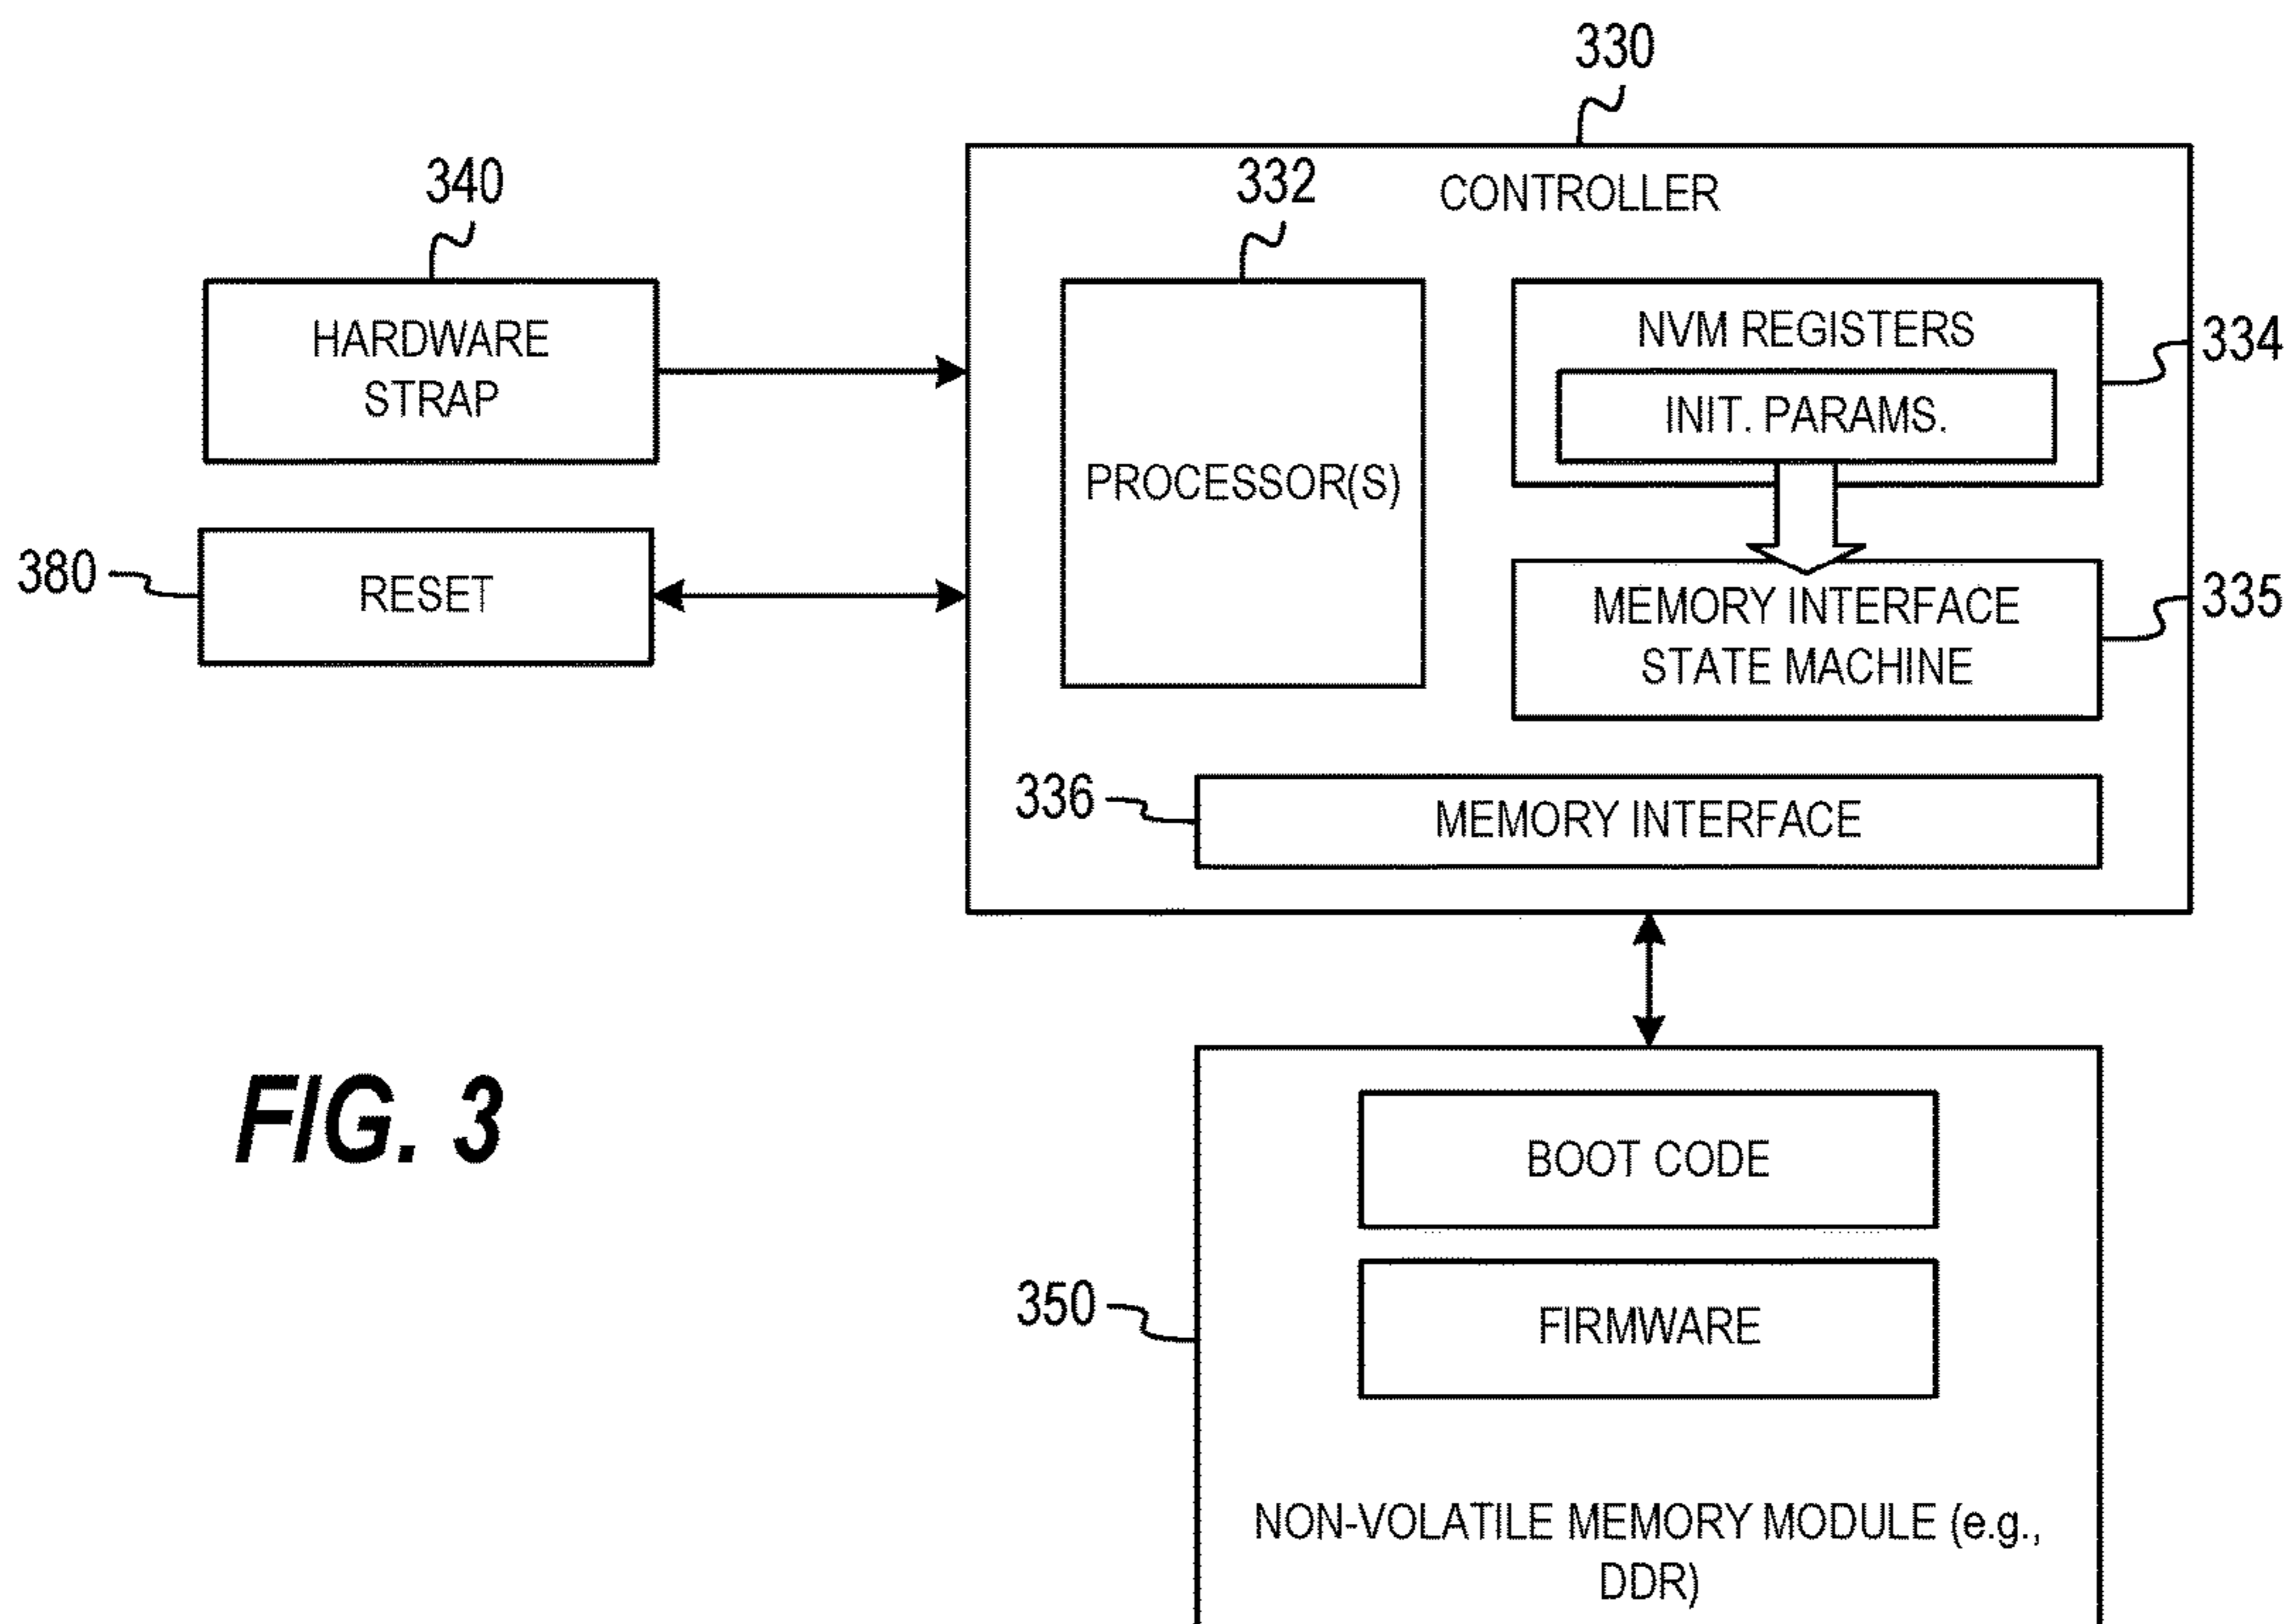 330
340
332
CONTROLLER
HARDWARE
STRAP
NVM REGISTERS
334
INIT. PARAMS.
PROCESSOR(S)
380
RESET
MEMORY INTERFACE
STATE MACHINE
335
336
MEMORY INTERFACE
FIG. 3
BOOT CODE
350
FIRMWARE
NON-VOLATILE MEMORY MODULE (e.g.,
DDR)